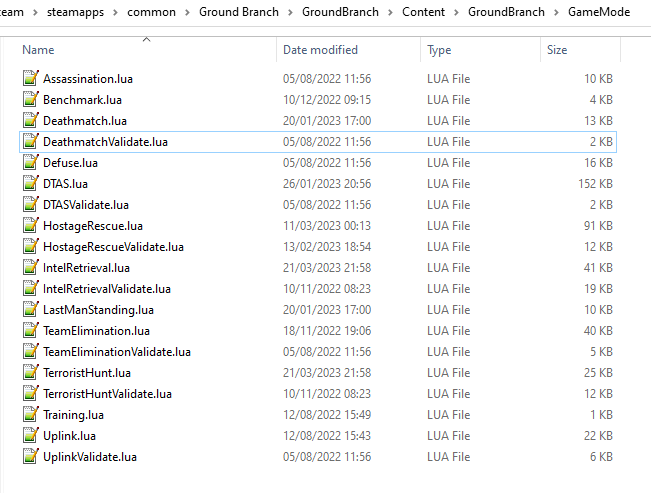 team > steamapps > common > Ground Branch > GroundBranch > Content > GroundBranch > GameMode
Name Date modified Type Size
Assassination.lua 05/08/2022 11:56 LUA File 10 KB
Benchmark.lua 10/12/2022 09:15 LUA File 4 KB
Deathmatch.lua 20/01/2023 17:00 LUA File 13 KB
DeathmatchValidate.lua 05/08/2022 11:56 LUA File 2 KB
Defuse.lua 05/08/2022 11:56 LUA File 16 KB
DTAS.lua 26/01/2023 20:56 LUA File 152 KB
DTASValidate.lua 05/08/2022 11:56 LUA File 2 KB
HostageRescue.lua 11/03/2023 00:13 LUA File 91 KB
HostageRescueValidate.lua 13/02/2023 18:54 LUA File 12 KB
IntelRetrieval.lua 21/03/2023 21:58 LUA File 41 KB
IntelRetrievalValidate.lua 10/11/2022 08:23 LUA File 19 KB
LastManStanding.lua 20/01/2023 17:00 LUA File 10 KB
TeamElimination.lua 18/11/2022 19:06 LUA File 40 KB
TeamEliminationValidate.lua 05/08/2022 11:56 LUA File 5 KB
TerroristHunt.lua 21/03/2023 21:58 LUA File 25 KB
TerroristHuntValidate.lua 10/11/2022 08:23 LUA File 12 KB
Training.lua 12/08/2022 15:49 LUA File 1 KB
Uplink.lua 12/08/2022 15:43 LUA File 22 KB
UplinkValidate.lua 05/08/2022 11:56 LUA File 6 KB